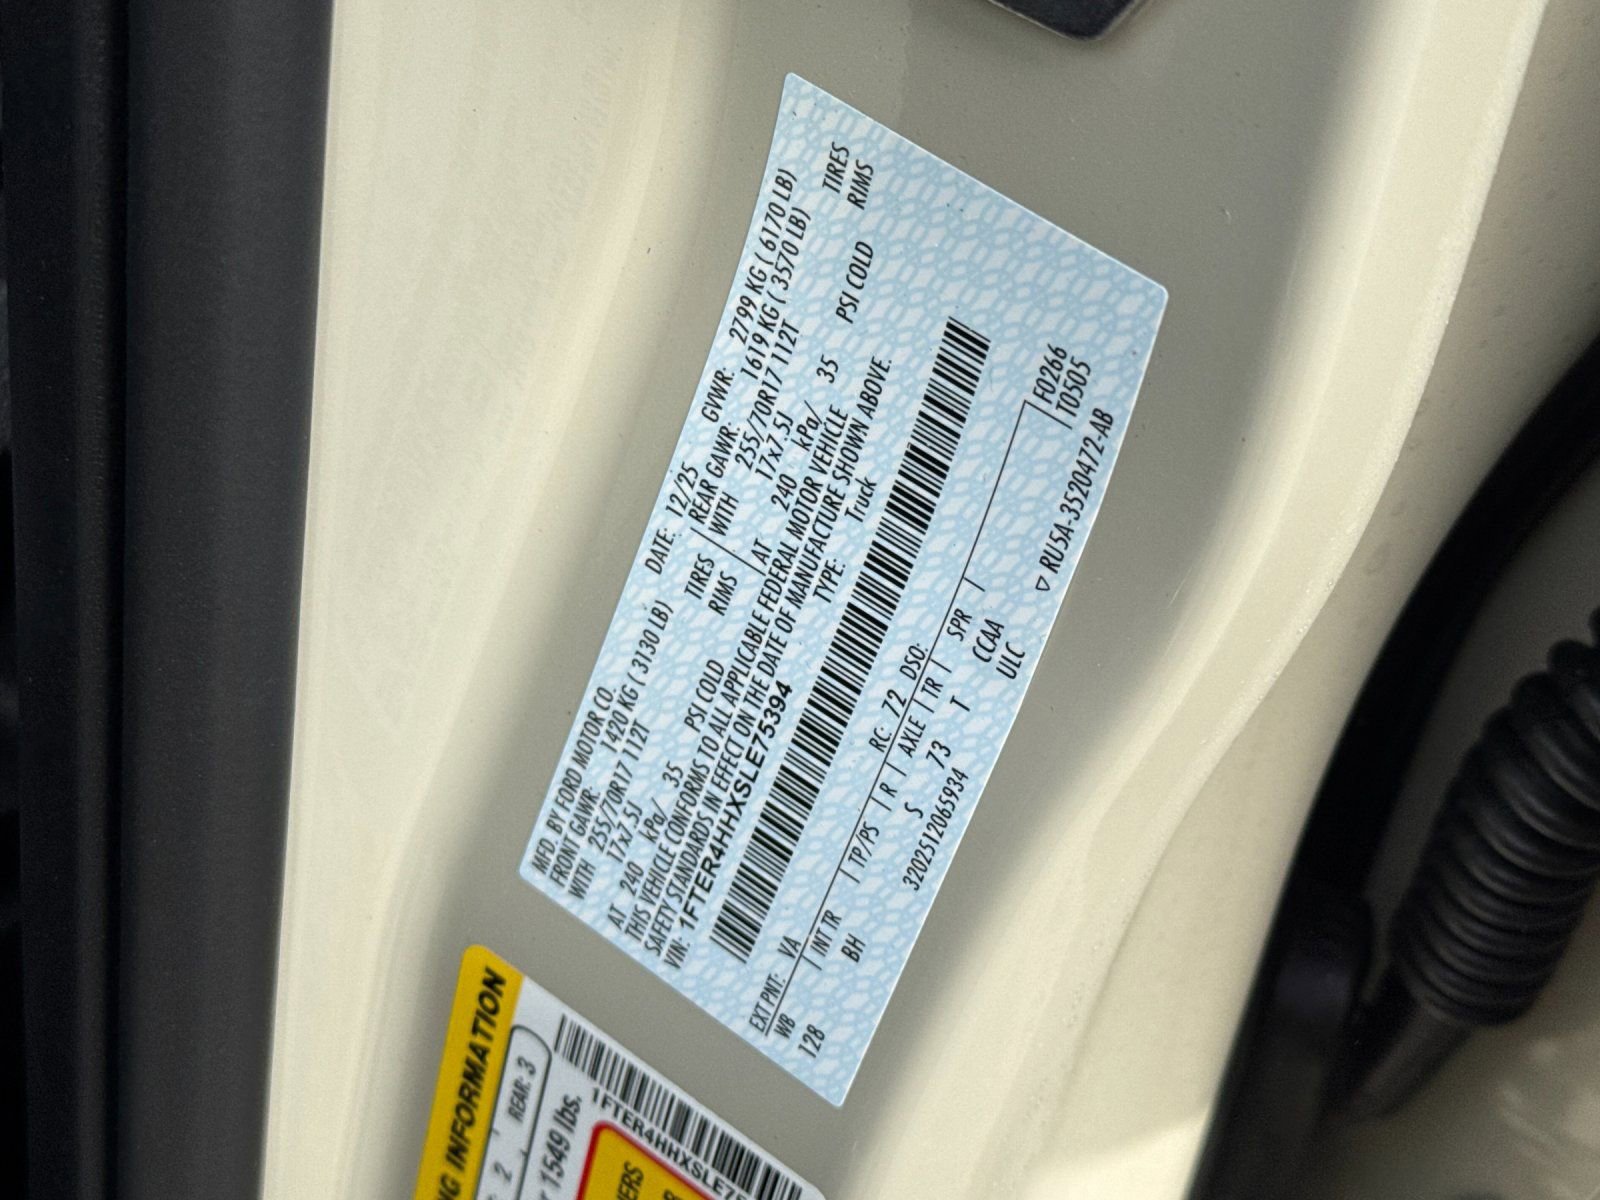 MFD. BY FORD MOTOR CO.
DATE: 12/25 GVWR: 2799 KG ( 6170 LB)
FRONT GAWR: 1420 KG ( 3130 LB) REAR GAWR: 1619 KG ( 3570 LB)
WITH 255/70R17 112T TIRES WITH 255/70R17 112T TIRES
17x7.5J RIMS 17x7.5J RIMS
AT 240 kPa/ 35 PSI COLD AT 240 kPa/ 35 PSI COLD
THIS VEHICLE CONFORMS TO ALL APPLICABLE FEDERAL MOTOR VEHICLE
SAFETY STANDARDS IN EFFECT ON THE DATE OF MANUFACTURE SHOWN ABOVE.
VIN: 1FTER4HHXSLE75394 TYPE: Truck
EXT PNT: VA RC: 72 DSO:
WB INT TR TP/PS R AXLE TR SPR F0266
128 BH S 73 T CCAA T0505
3202512065934 ULC
▽ RU5A-3520472-AB
INFORMATION
2 REAR: 3
1549 lbs.
1FTER4HHXSLE75